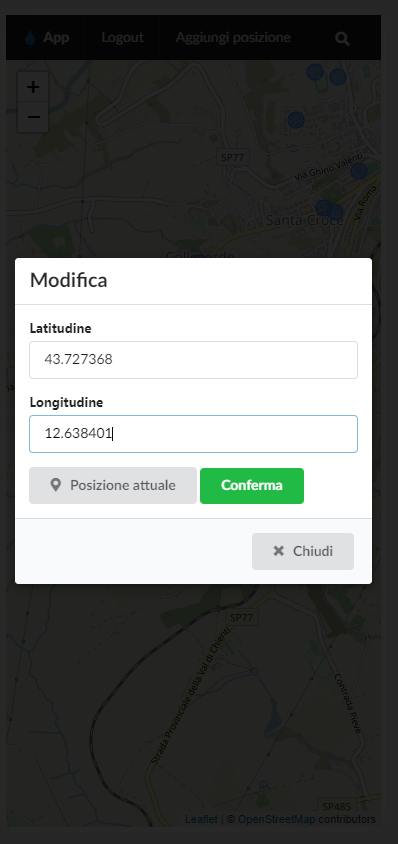 App Logout Aggiungi posizione
+
−
SP77
Via Ghino Valenti
Via Roma
Santa Croce
Modifica
Latitudine
43.727368
Longitudine
12.638401
Posizione attuale Conferma
Chiudi
SP77
Strada Provinciale della Val di Chienti
Contrada Pieve
SP485
Leaflet | © OpenStreetMap contributors